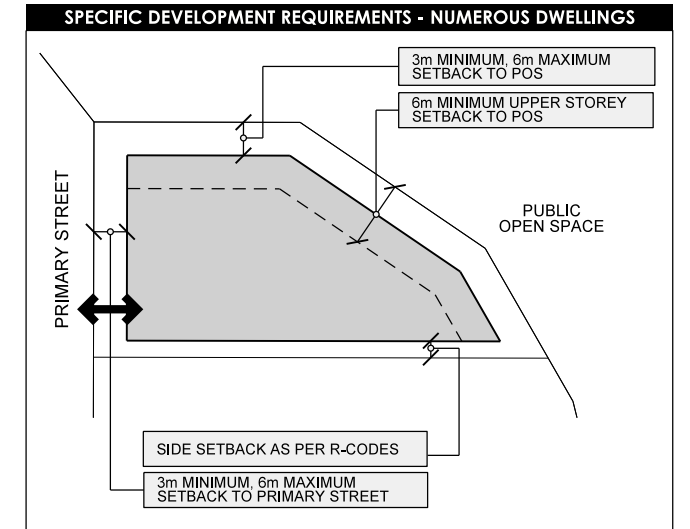 SPECIFIC DEVELOPMENT REQUIREMENTS - NUMEROUS DWELLINGS
3m MINIMUM, 6m MAXIMUM
SETBACK TO POS
6m MINIMUM UPPER STOREY
SETBACK TO POS
PUBLIC
OPEN SPACE
PRIMARY STREET
SIDE SETBACK AS PER R-CODES
3m MINIMUM, 6m MAXIMUM
SETBACK TO PRIMARY STREET